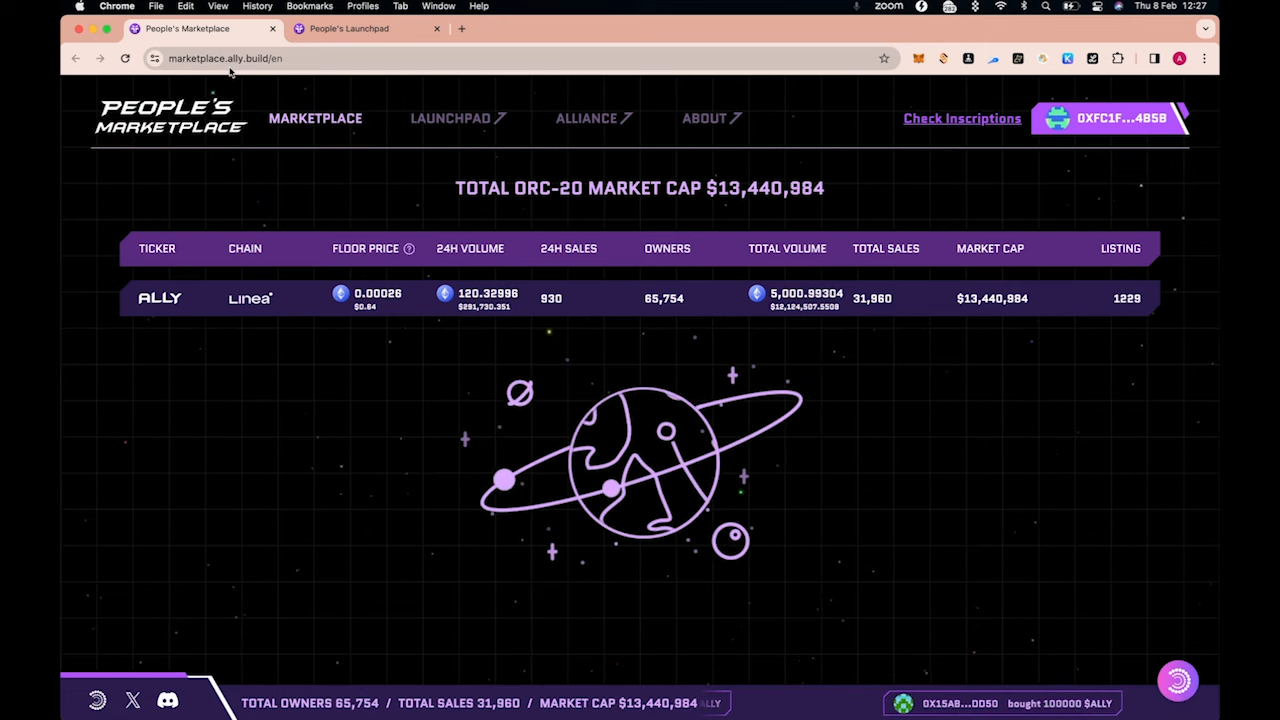 Chrome File Edit View History Bookmarks Profiles Tab Window Help zoom 282 Thu 8 Feb 12:27
People's Marketplace People's Launchpad
marketplace.ally.build/en
PEOPLE'S MARKETPLACE
MARKETPLACE LAUNCHPAD ALLIANCE ABOUT Check Inscriptions 0XFC1F...4B5B
TOTAL ORC-20 MARKET CAP $13,440,984
TICKER CHAIN FLOOR PRICE ? 24H VOLUME 24H SALES OWNERS TOTAL VOLUME TOTAL SALES MARKET CAP LISTING
ALLY Linea 0.00026 120.32996 930 65,754 5,000.99304 31,960 $13,440,984 1229
$0.64 $291,730.351 $12,124,507.5508
TOTAL OWNERS 65,754 / TOTAL SALES 31,960 / MARKET CAP $13,440,984 ALLY 0X15AB...DD50 bought 100000 $ALLY